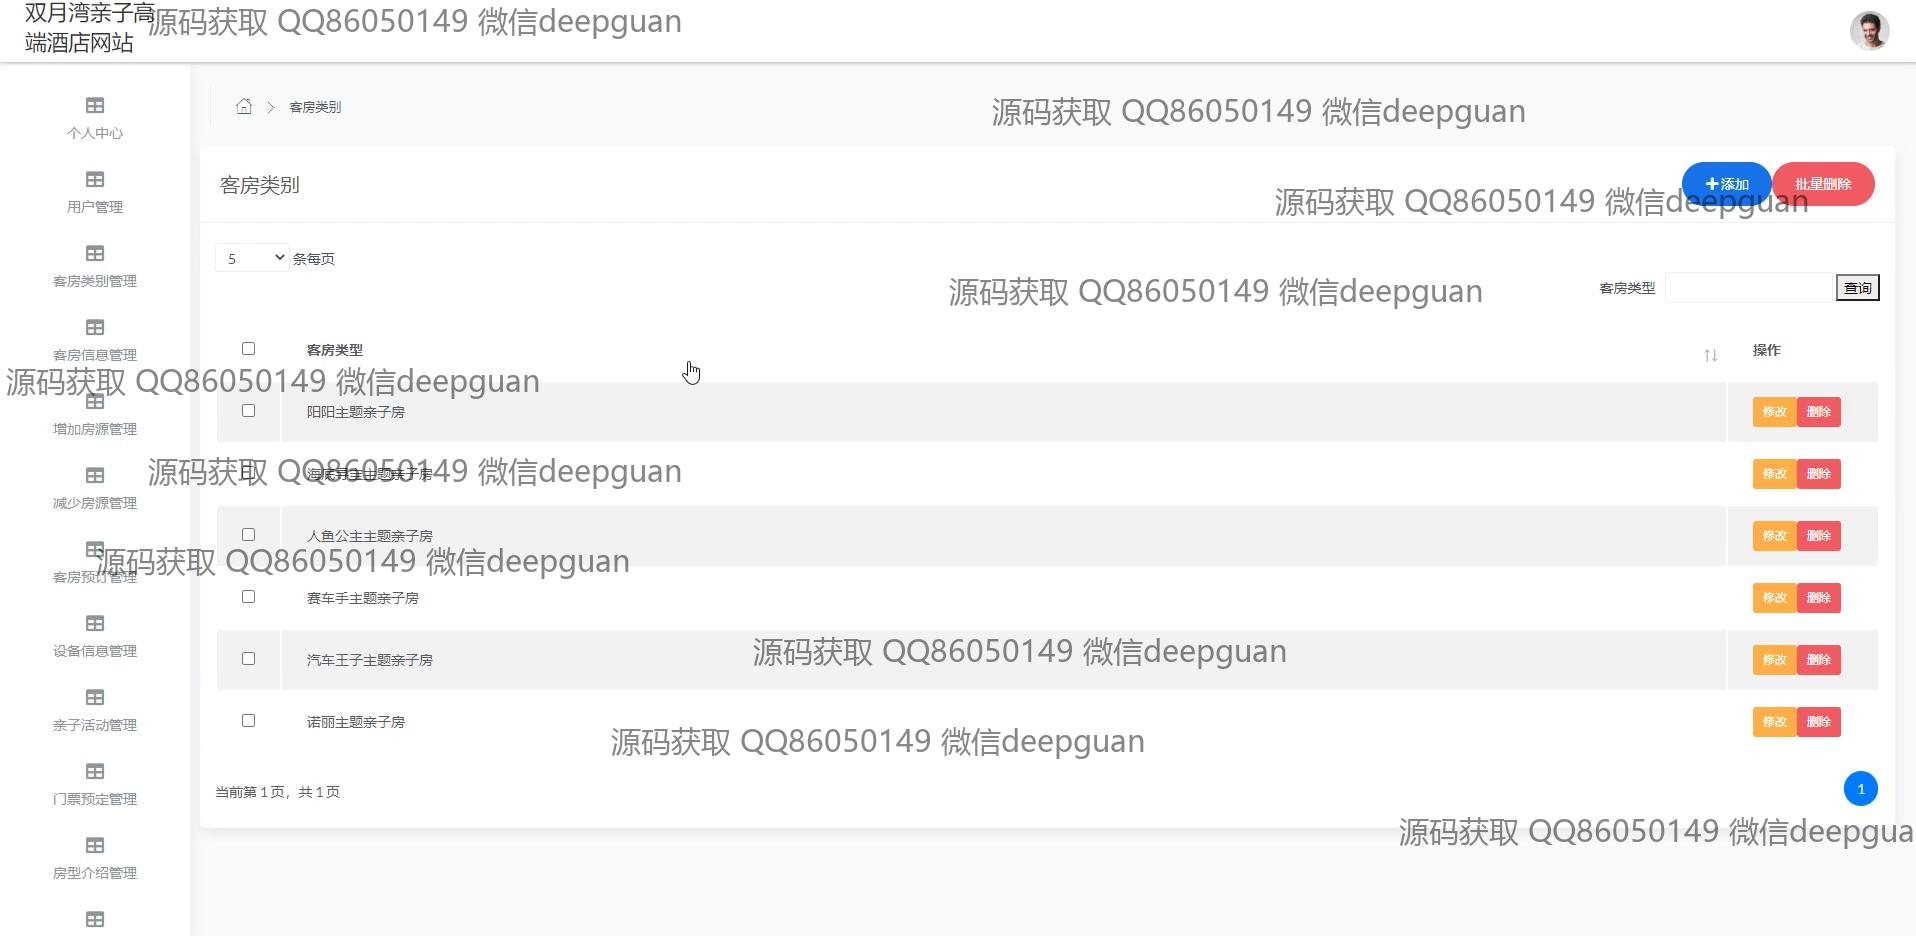 双月湾亲子高
端酒店网站
源码获取 QQ86050149 微信deepguan
个人中心
用户管理
客房类别管理
客房信息管理
增加房源管理
减少房源管理
客房预订管理
设备信息管理
亲子活动管理
门票预定管理
房型介绍管理
客房类别
源码获取 QQ86050149 微信deepguan
客房类别
+添加
批量删除
源码获取 QQ86050149 微信deepguan
5 条每页
源码获取 QQ86050149 微信deepguan
客房类型 查询
客房类型 操作
源码获取 QQ86050149 微信deepguan
阳阳主题亲子房 修改 删除
源码获取 QQ86050149 微信deepguan
主题亲子房 修改 删除
人鱼公主主题亲子房 修改 删除
源码获取 QQ86050149 微信deepguan
赛车手主题亲子房 修改 删除
源码获取 QQ86050149 微信deepguan
汽车王子主题亲子房 修改 删除
诺丽主题亲子房 修改 删除
源码获取 QQ86050149 微信deepguan
当前第 1 页，共 1 页
1
源码获取 QQ86050149 微信deepgua